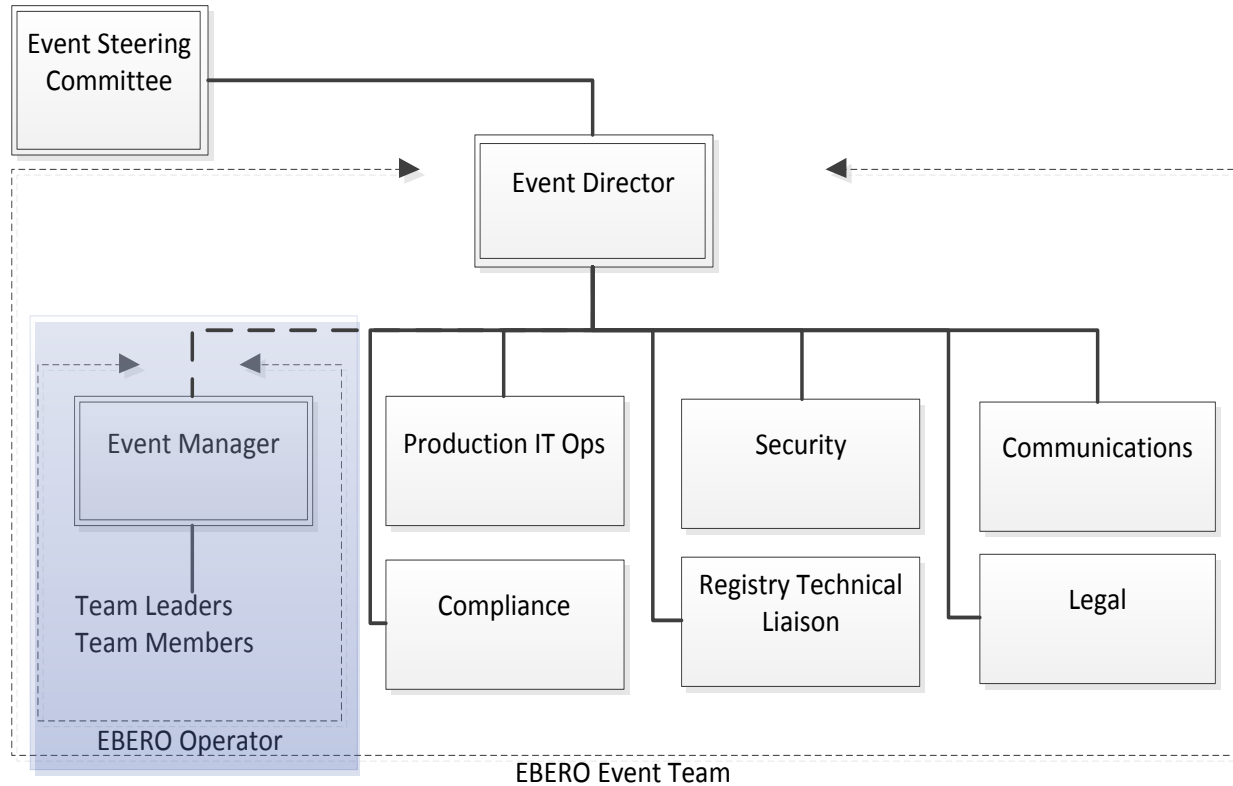 Event Steering
Committee
Event Director
Event Manager
Production IT Ops
Security
Communications
Team Leaders
Team Members
Compliance
Registry Technical
Liaison
Legal
EBERO Operator
EBERO Event Team